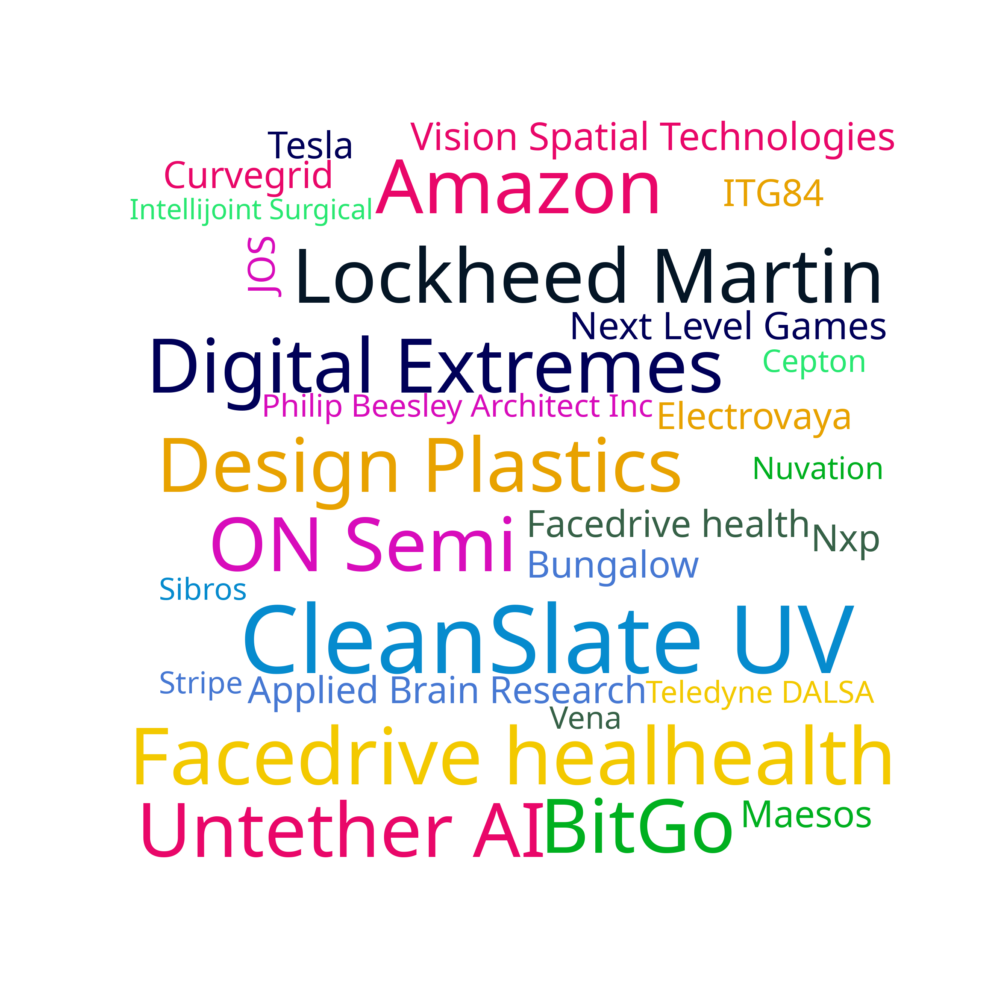 Vision Spatial Technologies
Tesla
Curvegrid
Amazon
ITG84
Intellijoint Surgical
JOS
Lockheed Martin
Next Level Games
Digital Extremes
Cepton
Philip Beesley Architect Inc
Electrovaya
Design Plastics
Nuvation
ON Semi
Facedrive health
Nxp
Bungalow
Sibros
CleanSlate UV
Stripe
Applied Brain Research
Teledyne DALSA
Vena
Facedrive healhealth
Untether AI
BitGo
Maesos